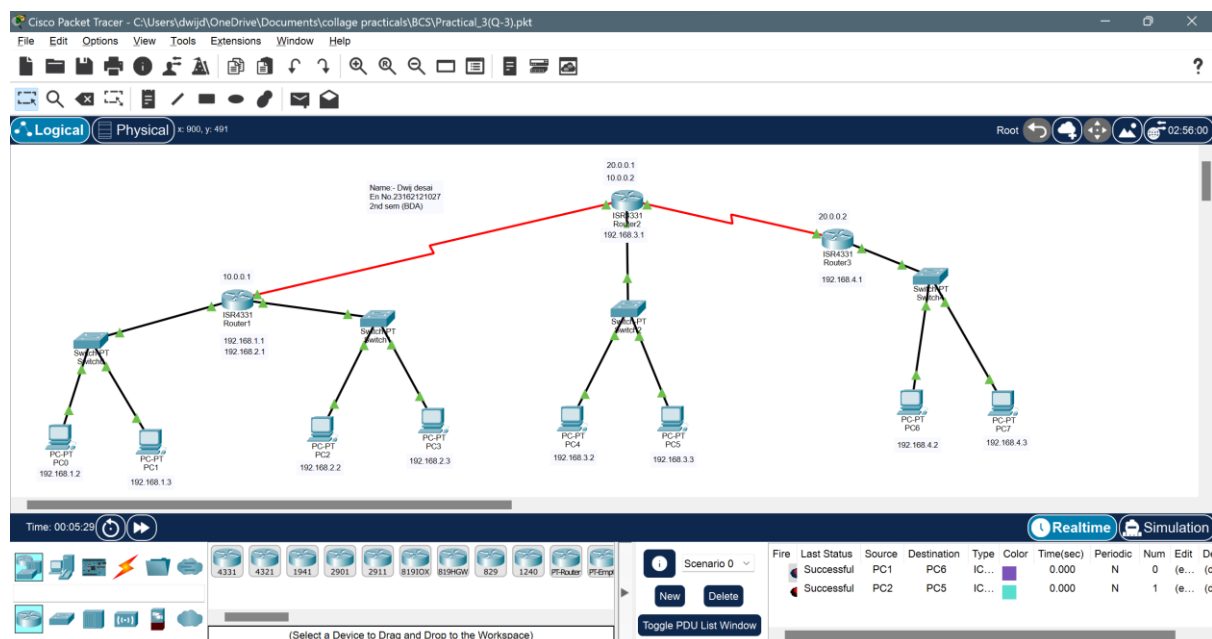 Cisco Packet Tracer - C:\Users\dwijd\OneDrive\Documents\collage practicals\BCS\Practical_3(Q-3).pkt
File Edit Options View Tools Extensions Window Help
?
Logical Physical x: 900, y: 491 Root 02:56:00
Name:- Dwij desai
En No.23162121027
2nd sem (BDA)
20.0.0.1
10.0.0.2
ISR4331
Router2
192.168.3.1
20.0.0.2
ISR4331
Router3
192.168.4.1
10.0.0.1
ISR4331
Router1
192.168.1.1
192.168.2.1
Switch-PT
Switch-PT
Switch1
Switch-PT
Switch2
Switch-PT
PC-PT
PC0
192.168.1.2
PC-PT
PC1
192.168.1.3
PC-PT
PC2
192.168.2.2
PC-PT
PC3
192.168.2.3
PC-PT
PC4
192.168.3.2
PC-PT
PC5
192.168.3.3
PC-PT
PC6
192.168.4.2
PC-PT
PC7
192.168.4.3
Time: 00:05:29 Realtime Simulation
4331 4321 1941 2901 2911 819IOX 819HGW 829 1240 PT-Router PT-Empt
(Select a Device to Drag and Drop to the Workspace)
Scenario 0
New Delete
Toggle PDU List Window
Fire Last Status Source Destination Type Color Time(sec) Periodic Num Edit De
Successful PC1 PC6 IC... 0.000 N 0 (e... (c
Successful PC2 PC5 IC... 0.000 N 1 (e... (c